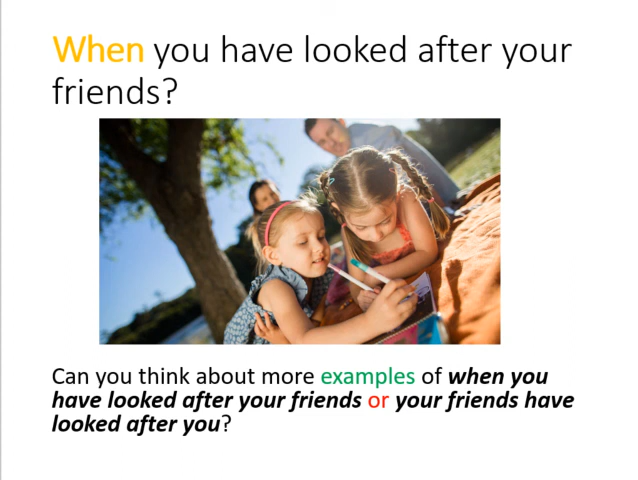 When you have looked after your
friends?
Can you think about more examples of when you
have looked after your friends or your friends have
looked after you?